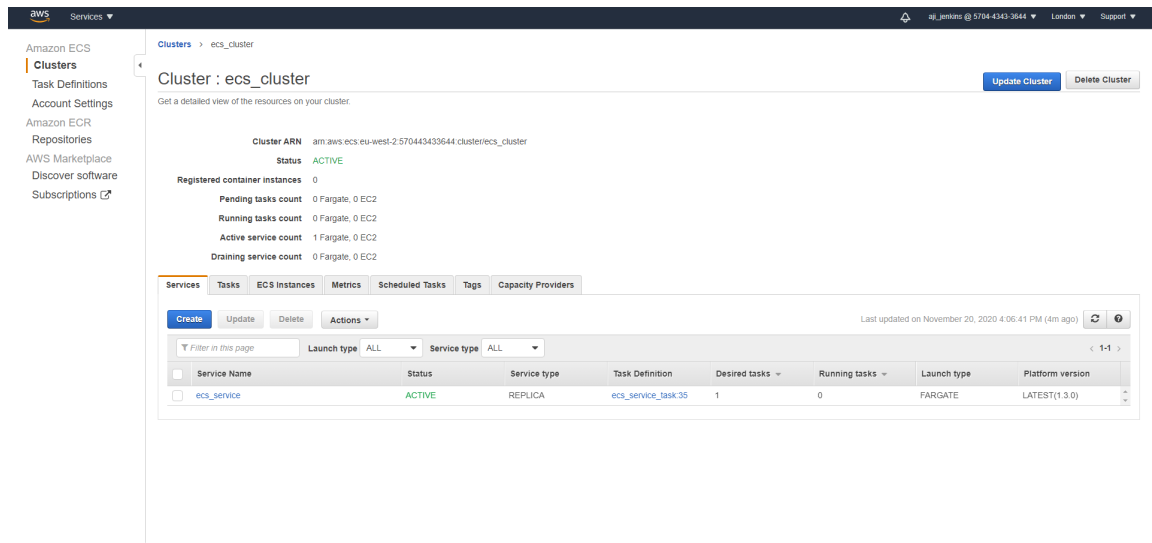 aws Services ▼ aji_jenkins @ 5704-4343-3644 ▼ London ▼ Support ▼
Amazon ECS
Clusters
Task Definitions
Account Settings
Amazon ECR
Repositories
AWS Marketplace
Discover software
Subscriptions
Clusters > ecs_cluster
Cluster : ecs_cluster
Update Cluster Delete Cluster
Get a detailed view of the resources on your cluster.
Cluster ARN arn:aws:ecs:eu-west-2:570443433644:cluster/ecs_cluster
Status ACTIVE
Registered container instances 0
Pending tasks count 0 Fargate, 0 EC2
Running tasks count 0 Fargate, 0 EC2
Active service count 1 Fargate, 0 EC2
Draining service count 0 Fargate, 0 EC2
Services Tasks ECS Instances Metrics Scheduled Tasks Tags Capacity Providers
Create Update Delete Actions
Last updated on November 20, 2020 4:06:41 PM (4m ago)
Filter in this page Launch type ALL Service type ALL < 1-1 >
Service Name Status Service type Task Definition Desired tasks Running tasks Launch type Platform version
ecs_service ACTIVE REPLICA ecs_service_task:35 1 0 FARGATE LATEST(1.3.0)